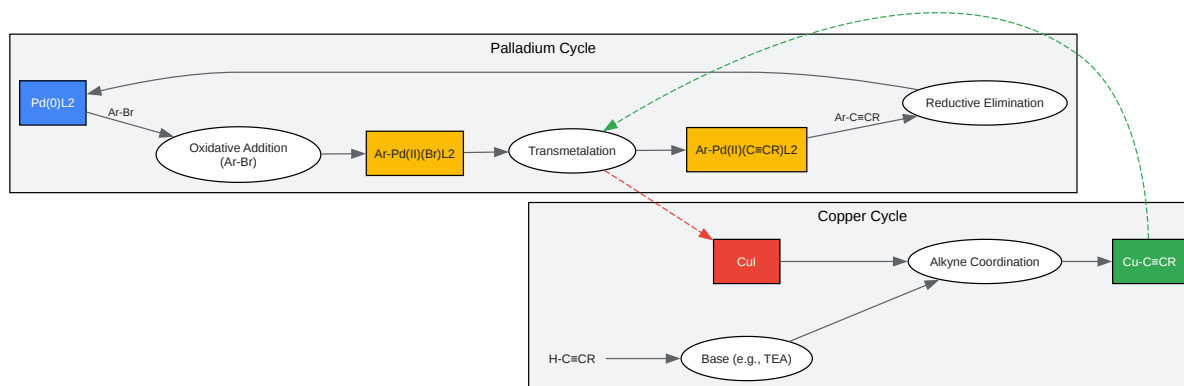 Palladium Cycle
Pd(0)L2
Ar-Br
Oxidative Addition
(Ar-Br)
Ar-Pd(II)(Br)L2
Transmetalation
Ar-Pd(II)(C≡CR)L2
Ar-C≡CR
Reductive Elimination
Copper Cycle
CuI
Alkyne Coordination
Cu-C≡CR
H-C≡CR
Base (e.g., TEA)